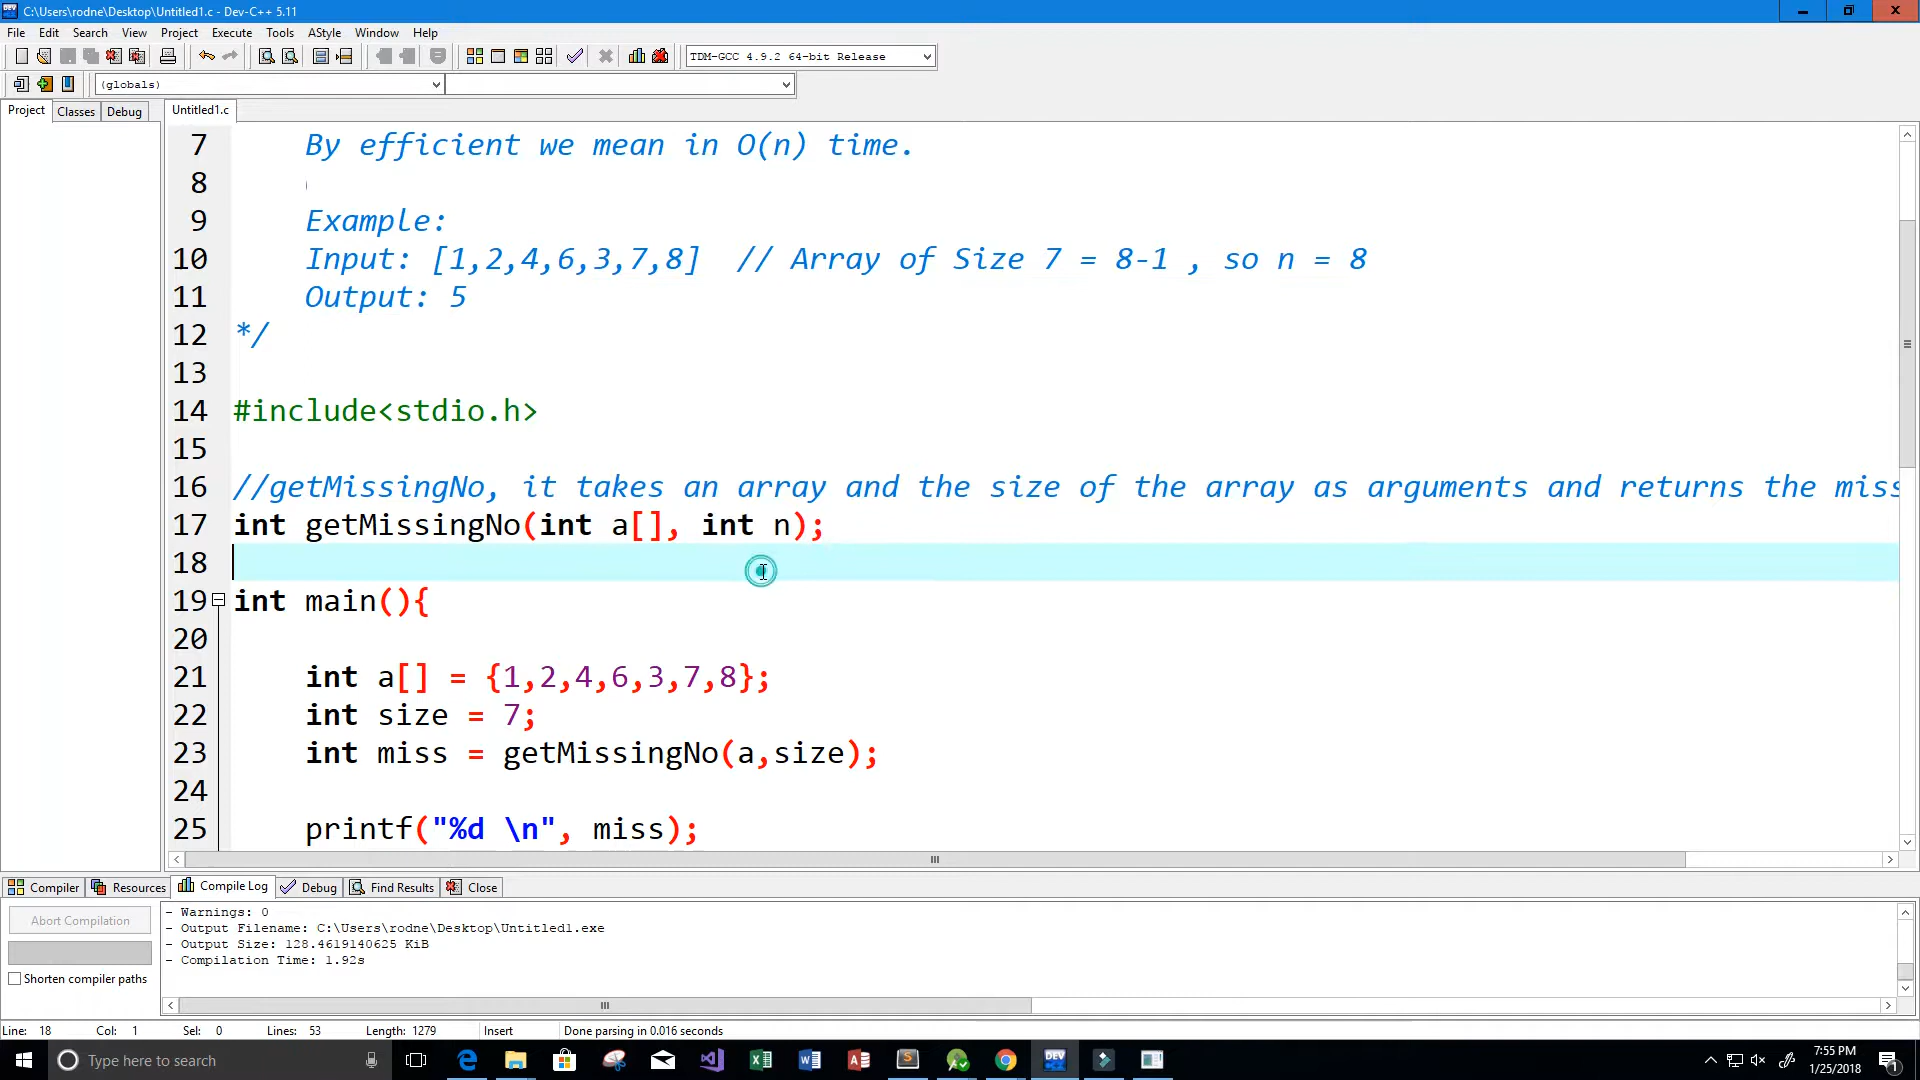 C:\Users\rodne\Desktop\Untitled1.c - Dev-C++ 5.11
File Edit Search View Project Execute Tools AStyle Window Help
TDM-GCC 4.9.2 64-bit Release
(globals)
Project Classes Debug
Untitled1.c
7 By efficient we mean in O(n) time.
8
9 Example:
10 Input: [1,2,4,6,3,7,8] // Array of Size 7 = 8-1 , so n = 8
11 Output: 5
12 */
13
14 #include<stdio.h>
15
16 //getMissingNo, it takes an array and the size of the array as arguments and returns the miss
17 int getMissingNo(int a[], int n);
18
19 int main(){
20
21 int a[] = {1,2,4,6,3,7,8};
22 int size = 7;
23 int miss = getMissingNo(a,size);
24
25 printf("%d \n", miss);
Compiler Resources Compile Log Debug Find Results Close
Abort Compilation
Shorten compiler paths
- Warnings: 0
- Output Filename: C:\Users\rodne\Desktop\Untitled1.exe
- Output Size: 128.4619140625 KiB
- Compilation Time: 1.92s
Line: 18 Col: 1 Sel: 0 Lines: 53 Length: 1279 Insert Done parsing in 0.016 seconds
Type here to search
7:55 PM
1/25/2018